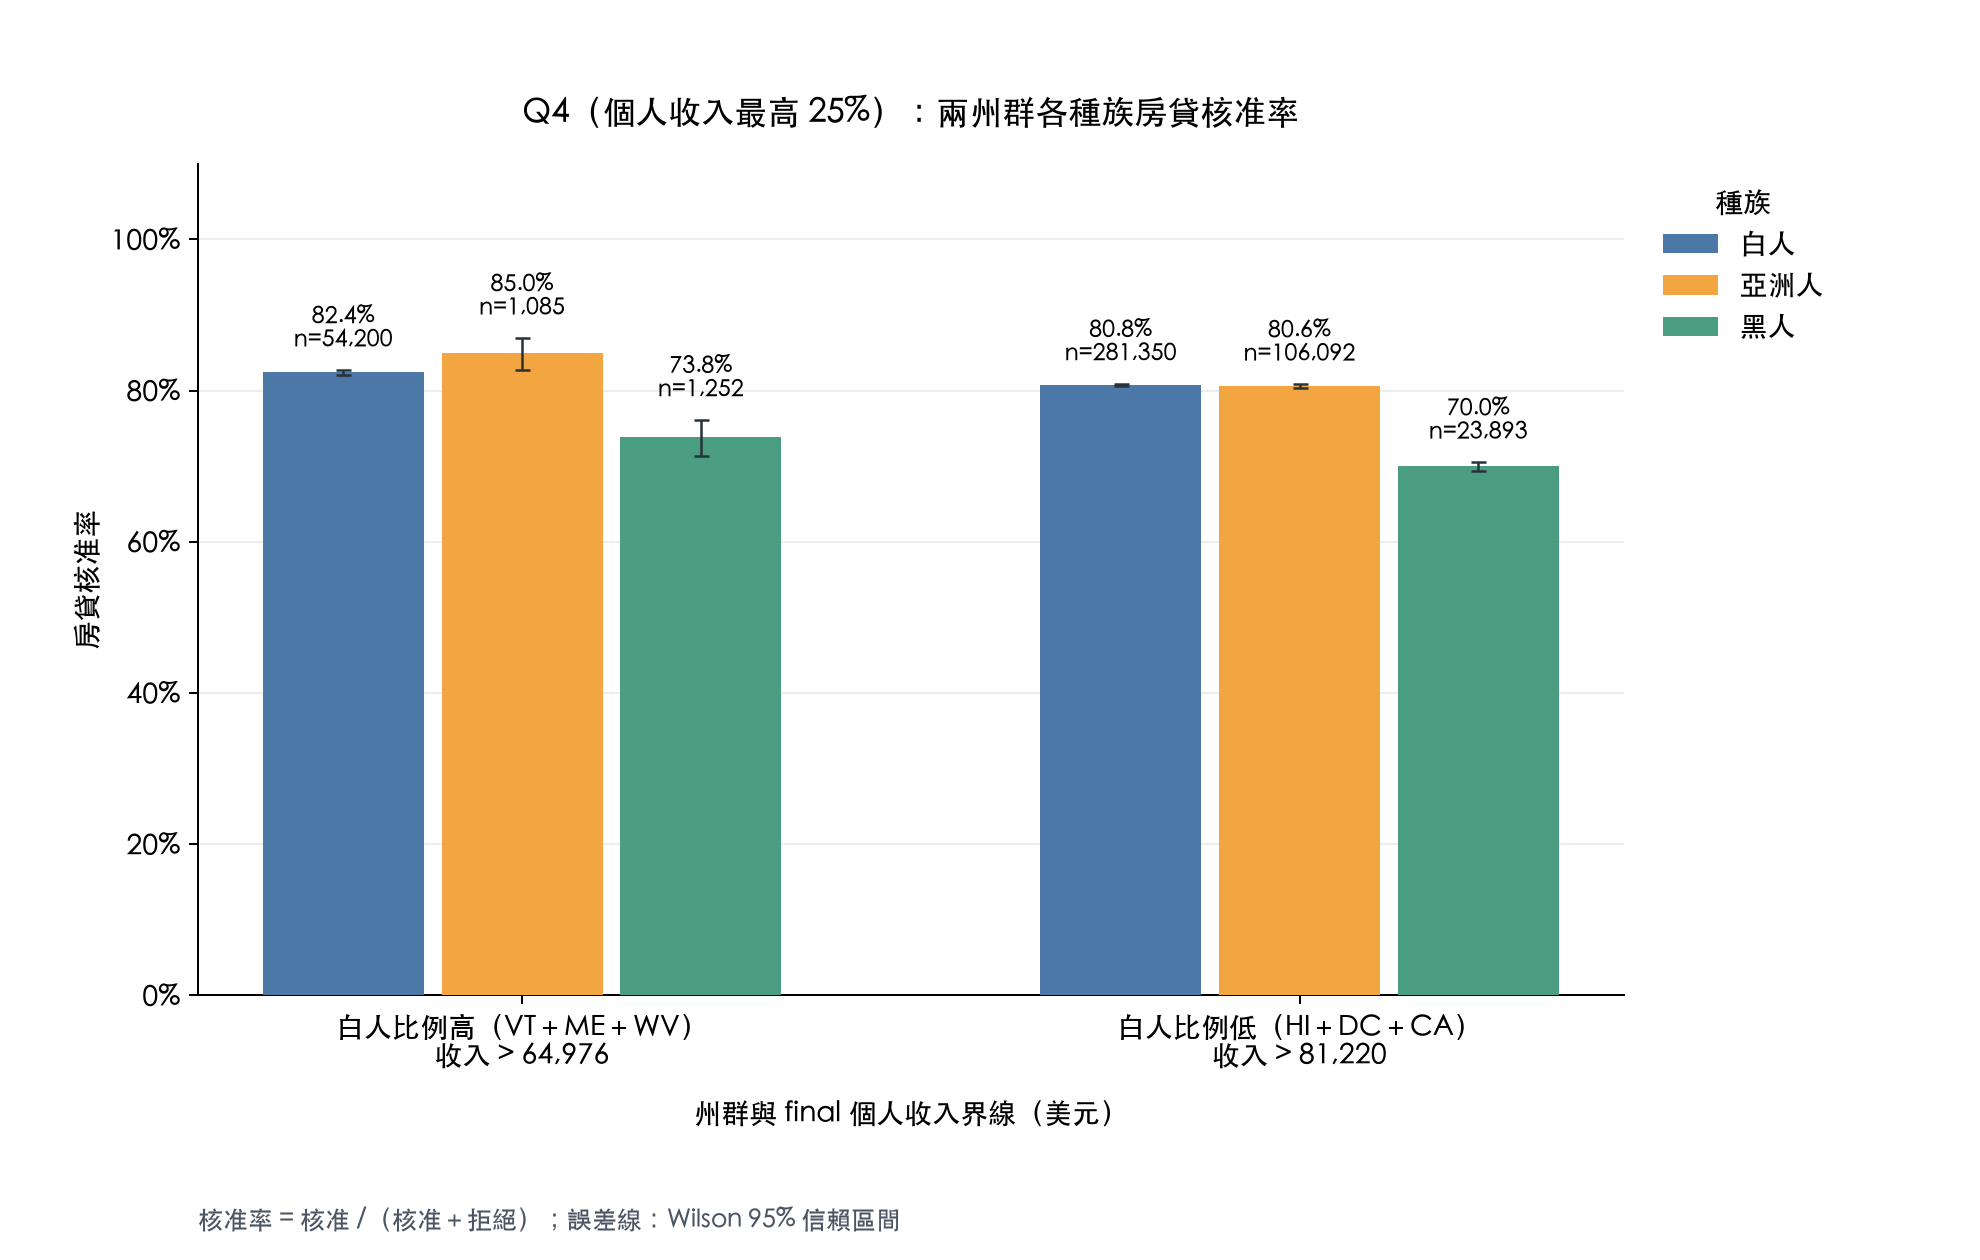 Q4（個人收入最高 25%）：兩州群各種族房貸核准率
種族
白人
亞洲人
黑人
房貸核准率
100%
80%
60%
40%
20%
0%
82.4%
n=54,200
85.0%
n=1,085
73.8%
n=1,252
80.8%
n=281,350
80.6%
n=106,092
70.0%
n=23,893
白人比例高（VT + ME + WV）
收入 > 64,976
白人比例低（HI + DC + CA）
收入 > 81,220
州群與 final 個人收入界線（美元）
核准率 = 核准 /（核准 + 拒絕）；誤差線：Wilson 95% 信賴區間